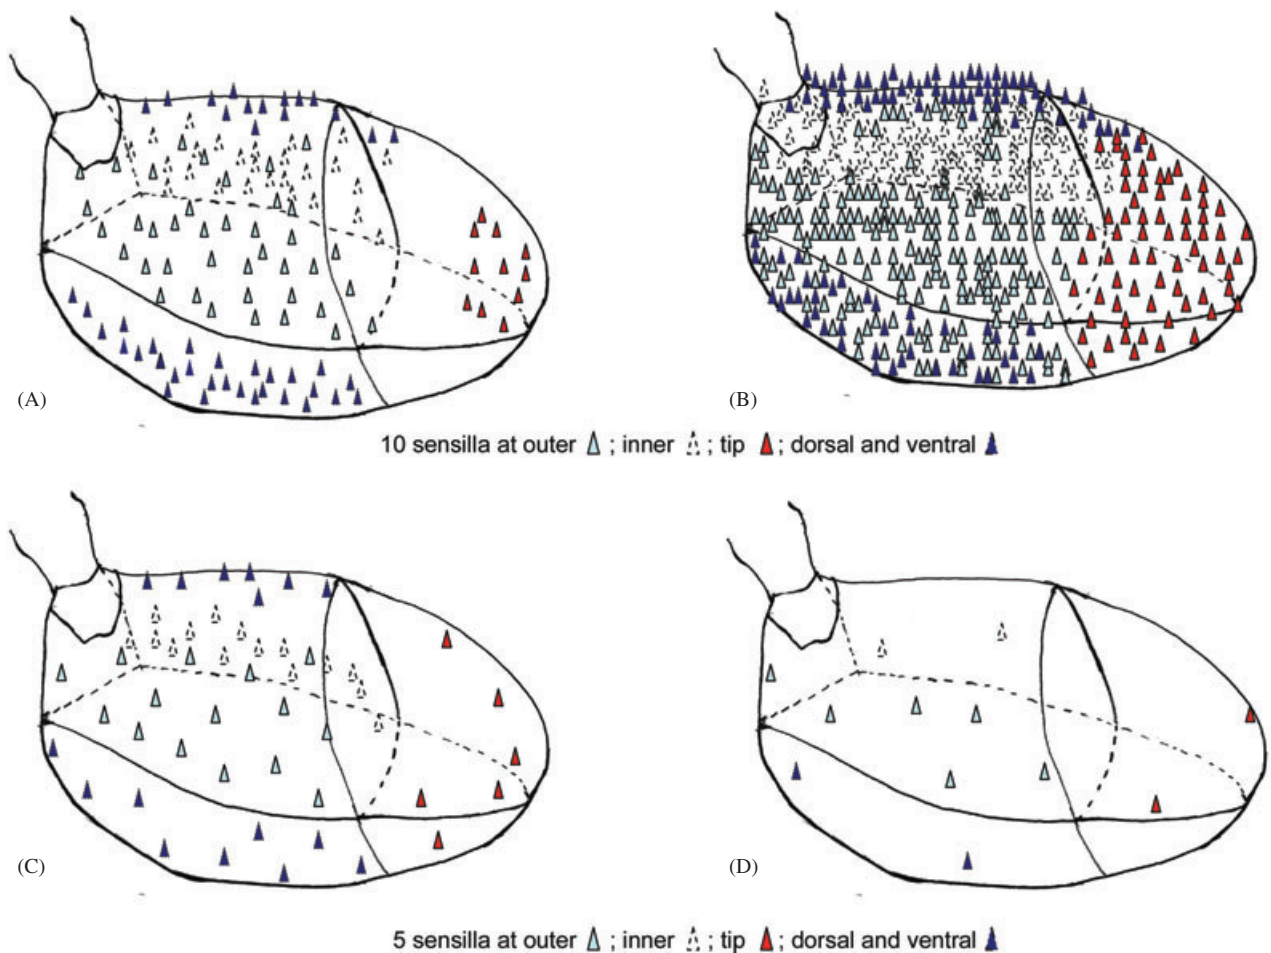 (A)
(B)
10 sensilla at outer ; inner ; tip ; dorsal and ventral
(C)
(D)
5 sensilla at outer ; inner ; tip ; dorsal and ventral